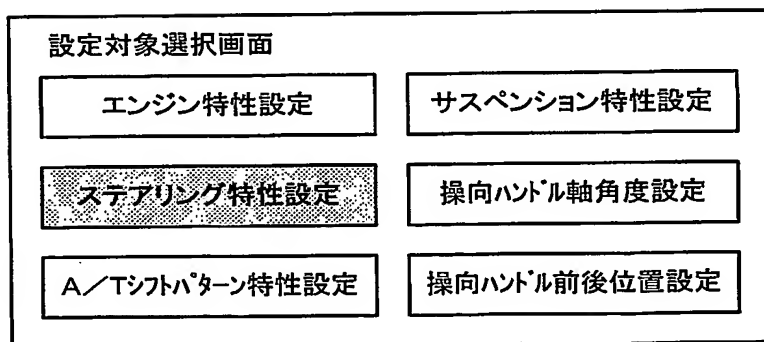 設定対象選択画面
エンジン特性設定
サスペンション特性設定
ステアリング特性設定
操向ﾊﾝﾄﾞﾙ軸角度設定
A/Tｼﾌﾄﾊﾟﾀｰﾝ特性設定
操向ﾊﾝﾄﾞﾙ前後位置設定